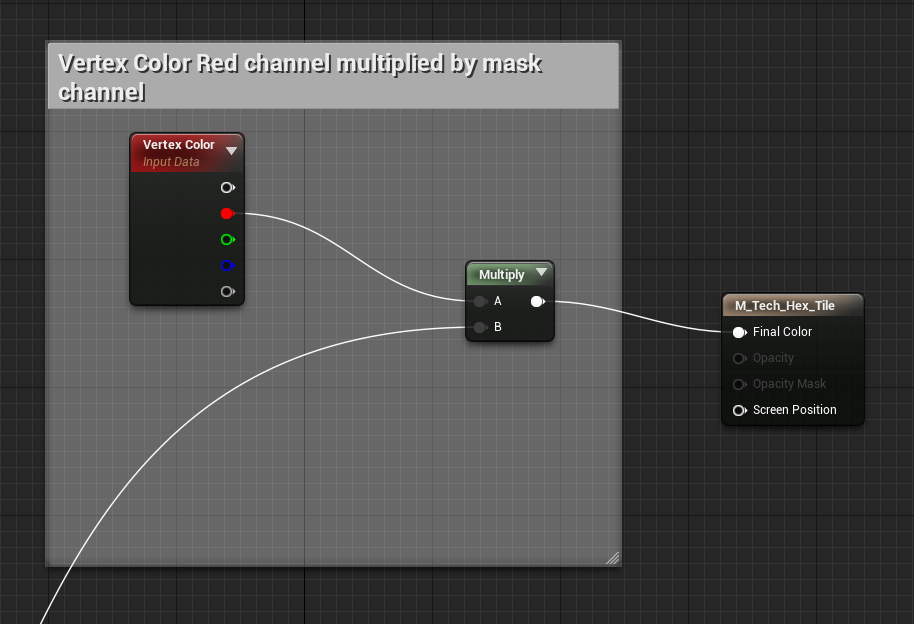 Vertex Color Red channel multiplied by mask
channel
Vertex Color
Input Data
Multiply
A
B
M_Tech_Hex_Tile
Final Color
Opacity
Opacity Mask
Screen Position